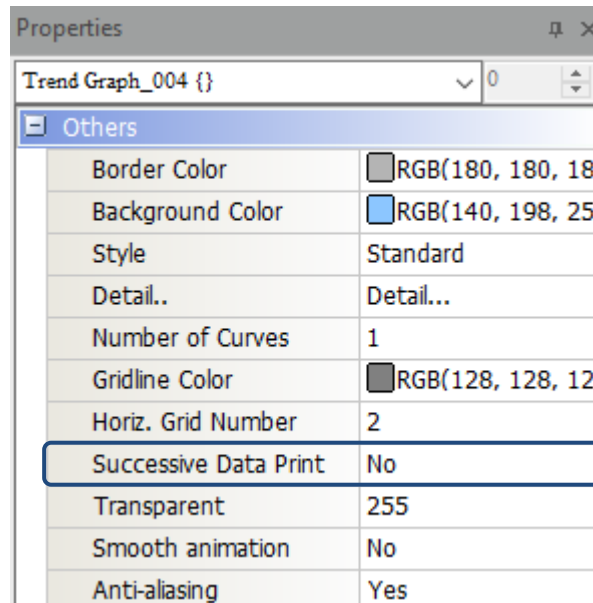 Properties
Trend Graph_004 {} 0
Others
Border Color RGB(180, 180, 18
Background Color RGB(140, 198, 25
Style Standard
Detail.. Detail...
Number of Curves 1
Gridline Color RGB(128, 128, 12
Horiz. Grid Number 2
Successive Data Print No
Transparent 255
Smooth animation No
Anti-aliasing Yes